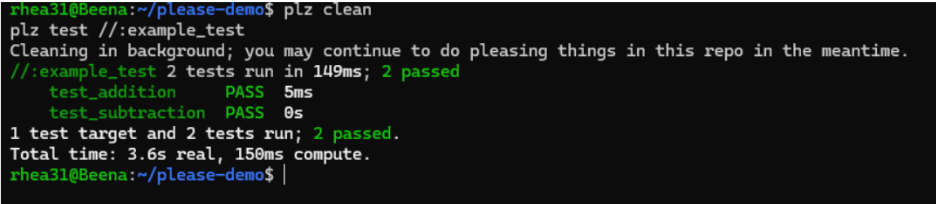 rhea31@Beena:~/please-demo$ plz clean
plz test //:example_test
Cleaning in background; you may continue to do pleasing things in this repo in the meantime.
//:example_test 2 tests run in 149ms; 2 passed
    test_addition     PASS  5ms
    test_subtraction  PASS  0s
1 test target and 2 tests run; 2 passed.
Total time: 3.6s real, 150ms compute.
rhea31@Beena:~/please-demo$